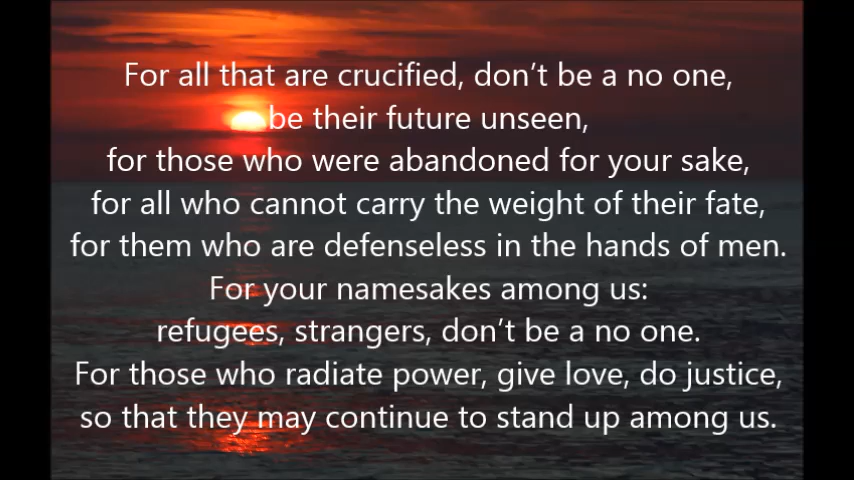 For all that are crucified, don’t be a no one,
be their future unseen,
for those who were abandoned for your sake,
for all who cannot carry the weight of their fate,
for them who are defenseless in the hands of men.
For your namesakes among us:
refugees, strangers, don’t be a no one.
For those who radiate power, give love, do justice,
so that they may continue to stand up among us.